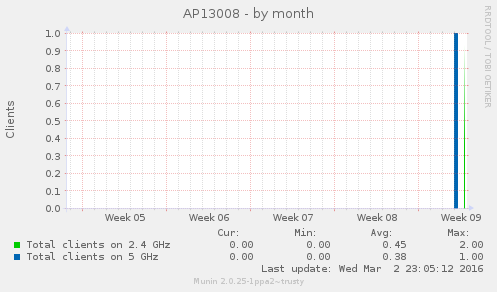 AP13008 - by month
RRDTOOL / TOBI OETIKER
Clients
1.0
0.9
0.8
0.7
0.6
0.5
0.4
0.3
0.2
0.1
0.0
Week 05 Week 06 Week 07 Week 08 Week 09
Cur: Min: Avg: Max:
Total clients on 2.4 GHz 0.00 0.00 0.45 2.00
Total clients on 5 GHz 0.00 0.00 0.38 1.00
Last update: Wed Mar 2 23:05:12 2016
Munin 2.0.25-1ppa2~trusty